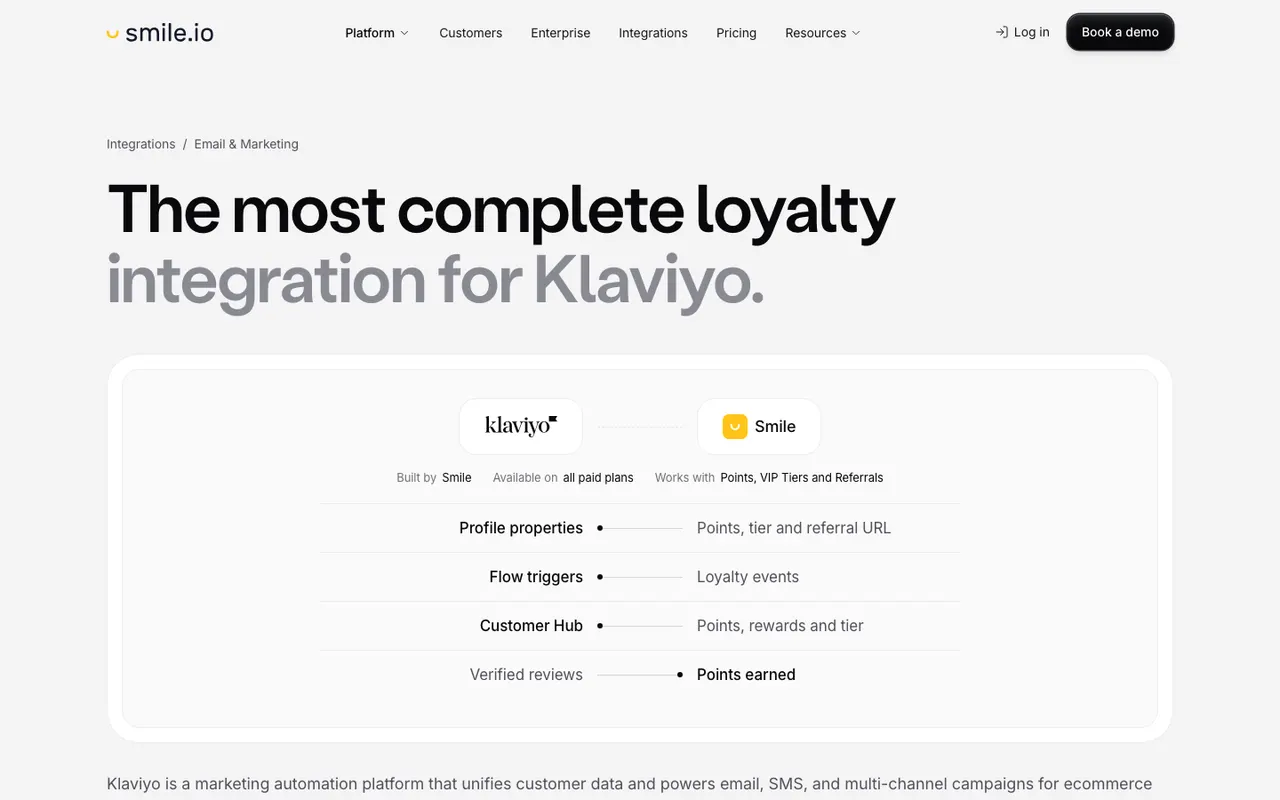 smile.io
Platform
Customers
Enterprise
Integrations
Pricing
Resources
Log in
Book a demo
Integrations / Email & Marketing
The most complete loyalty
integration for Klaviyo.
klaviyo
Smile
Built by Smile
Available on all paid plans
Works with Points, VIP Tiers and Referrals
Profile properties
Points, tier and referral URL
Flow triggers
Loyalty events
Customer Hub
Points, rewards and tier
Verified reviews
Points earned
Klaviyo is a marketing automation platform that unifies customer data and powers email, SMS, and multi-channel campaigns for ecommerce